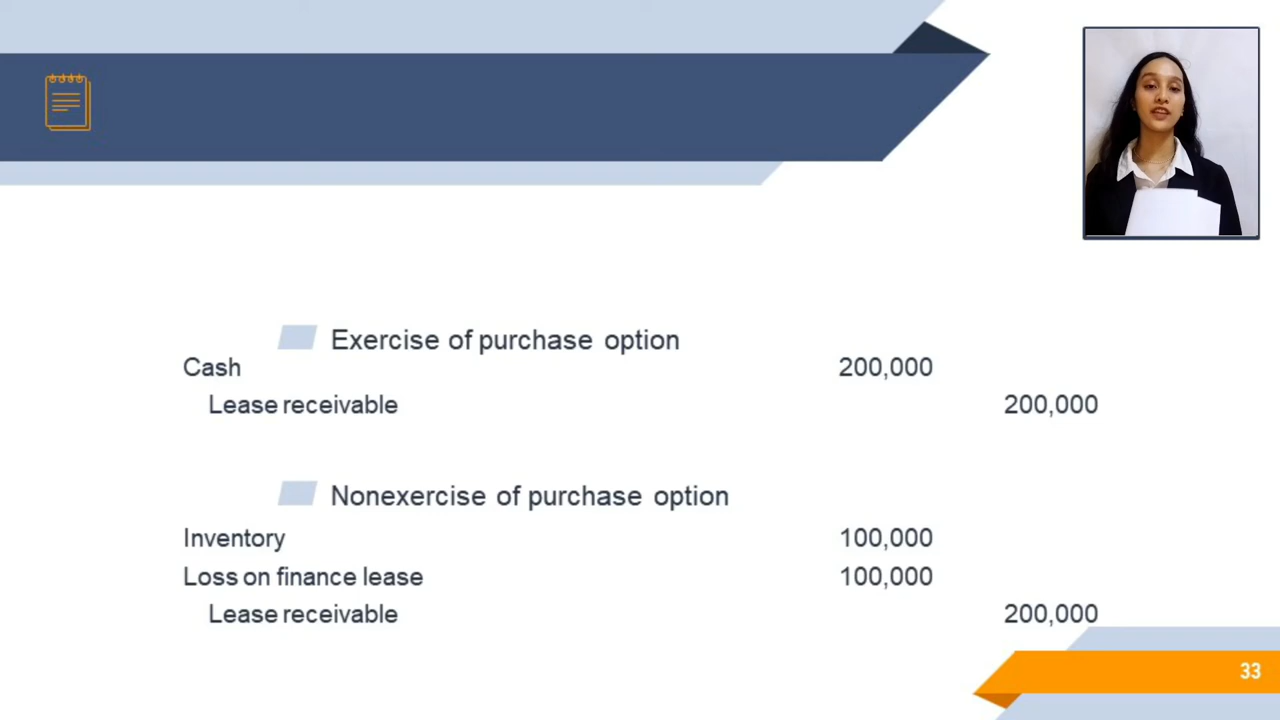 Exercise of purchase option
Cash 200,000
Lease receivable 200,000
Nonexercise of purchase option
Inventory 100,000
Loss on finance lease 100,000
Lease receivable 200,000
33